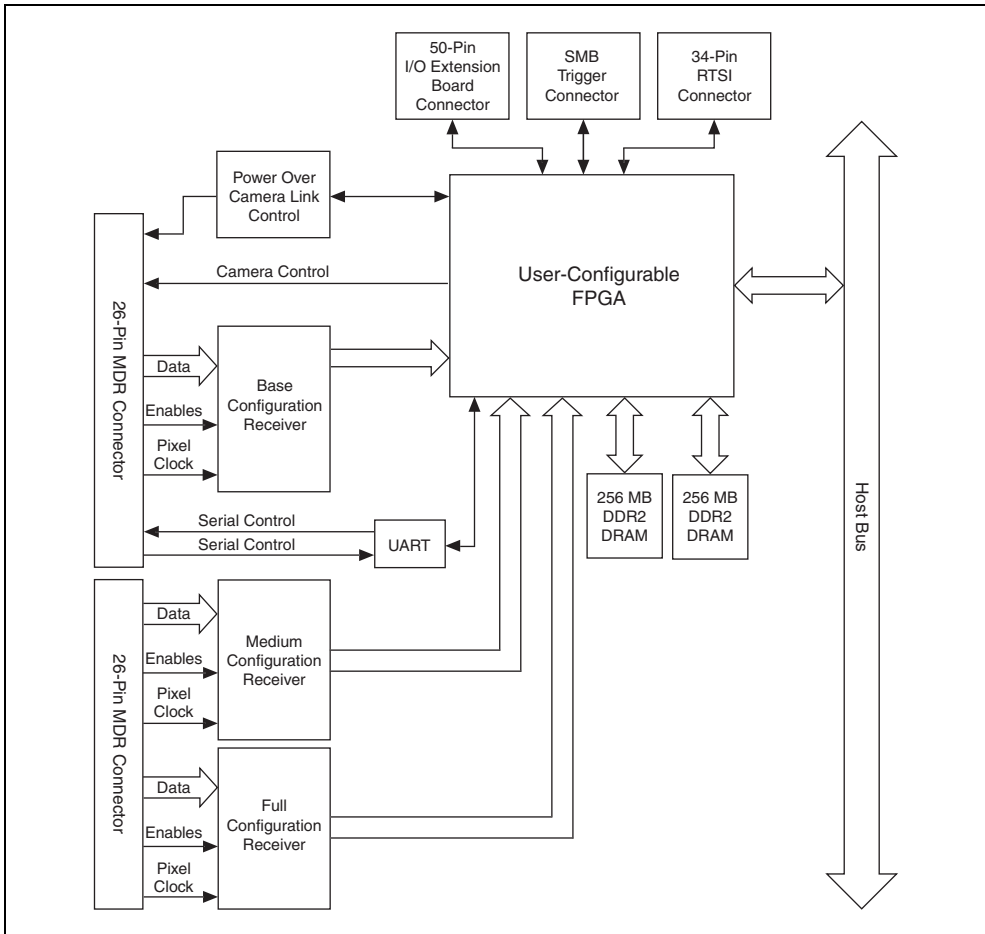 50-Pin
I/O Extension
Board
Connector
SMB
Trigger
Connector
34-Pin
RTSI
Connector
Power Over
Camera Link
Control
Camera Control
User-Configurable
FPGA
26-Pin MDR Connector
Data
Enables
Pixel
Clock
Base
Configuration
Receiver
Serial Control
Serial Control
UART
256 MB
DDR2
DRAM
256 MB
DDR2
DRAM
Host Bus
26-Pin MDR Connector
Data
Enables
Pixel
Clock
Medium
Configuration
Receiver
Data
Enables
Pixel
Clock
Full
Configuration
Receiver